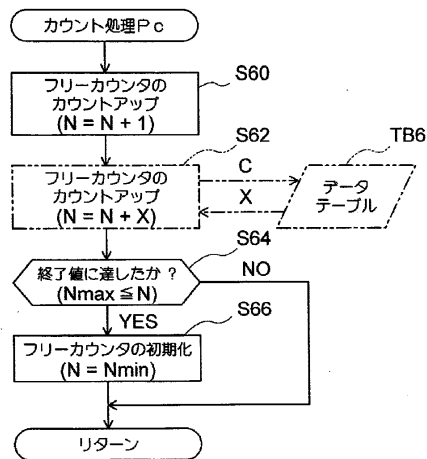 カウント処理Pc
S60
フリーカウンタの
カウントアップ
(N = N + 1)
S62
TB6
フリーカウンタの
カウントアップ
(N = N + X)
C
X
データ
テーブル
S64
終了値に達したか？
(Nmax ≦ N)
NO
YES
S66
フリーカウンタの初期化
(N = Nmin)
リターン